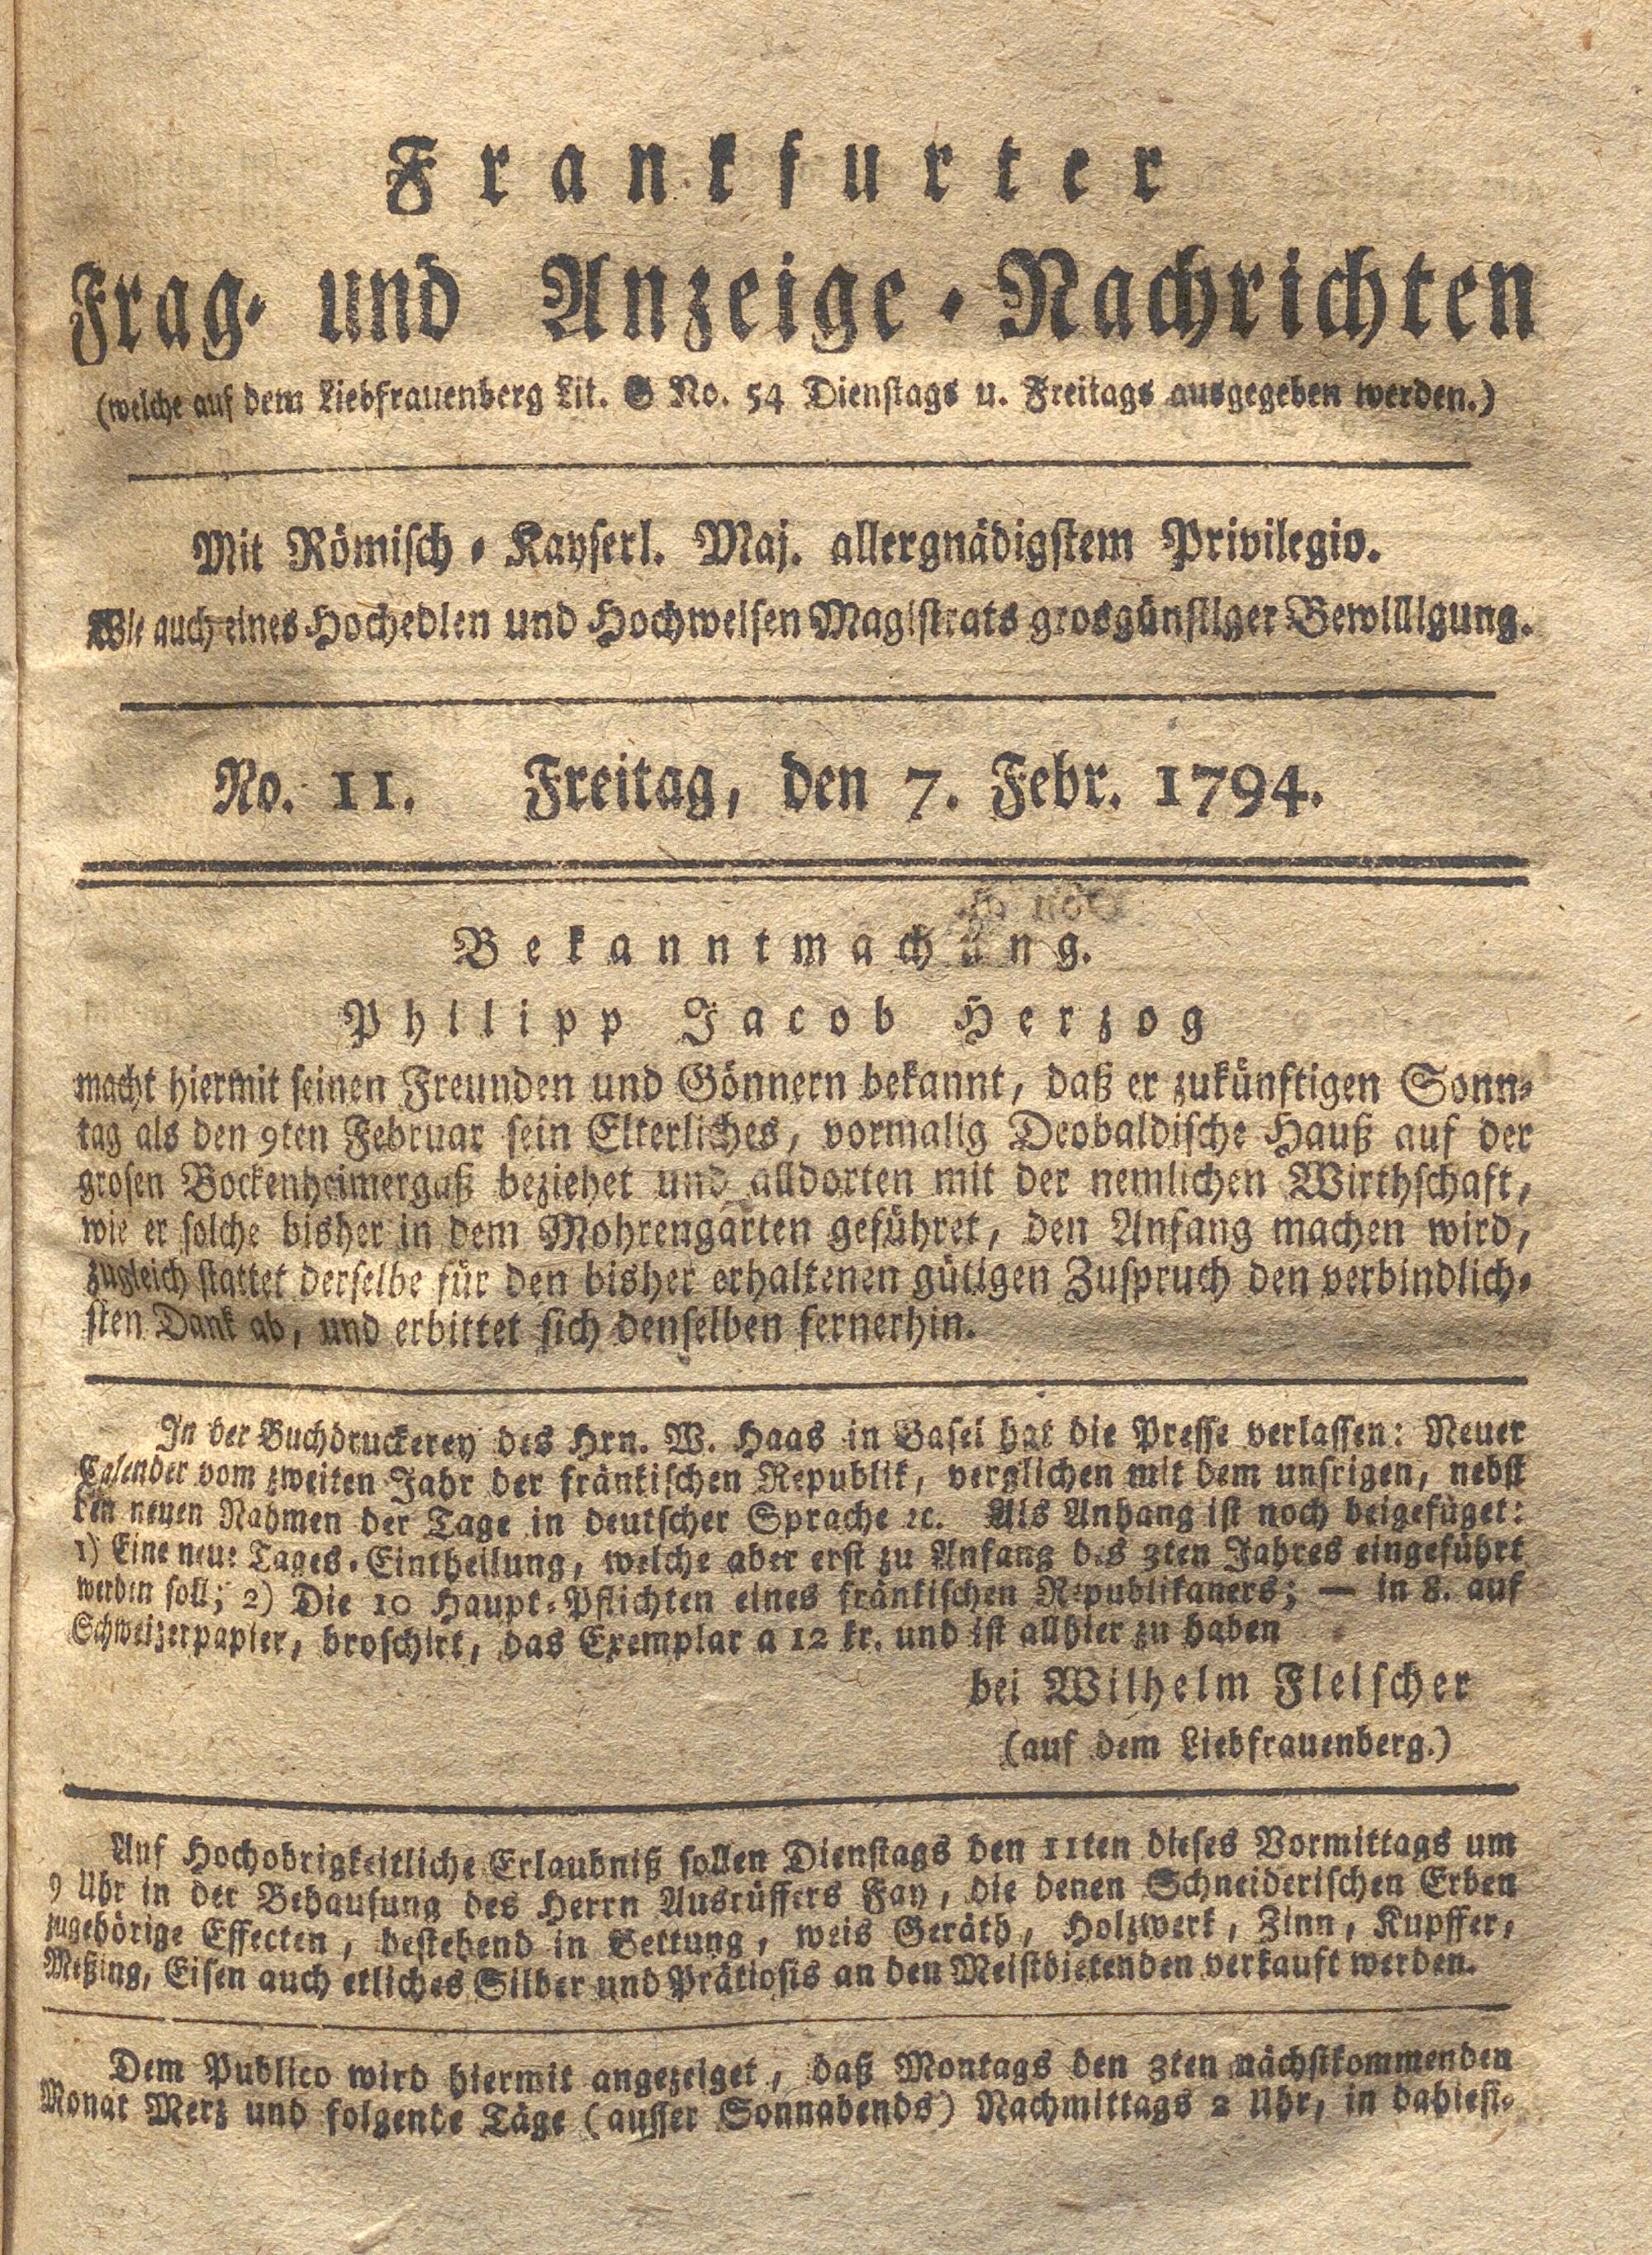 Frankfurter
Frag- und Anzeige-Nachrichten
(welche auf dem Liebfrauenberg Lit. G No. 54 Dienstags u. Freitags ausgegeben werden.)
Mit Römisch-Kayserl. Maj. allergnädigstem Privilegio.
Wie auch eines Hochedlen und Hochweisen Magistrats grosgünstiger Bewilligung.
No. 11. Freitag, den 7. Febr. 1794.
Bekanntmachung.
Philipp Jacob Herzog
macht hiermit seinen Freunden und Gönnern bekannt, daß er zukünftigen Sonn-
tag als den 9ten Februar sein Elterliches, vormalig Deobaldische Hauß auf der
grosen Bockenheimergaß beziehet und alldorten mit der nemlichen Wirthschaft,
wie er solche bisher in dem Mohrengarten geführet, den Anfang machen wird,
zugleich stattet derselbe für den bisher erhaltenen gütigen Zuspruch den verbindlich-
sten Dank ab, und erbittet sich denselben fernerhin.
In der Buchdruckerey des Hrn. W. Haas in Basel hat die Presse verlassen: Neuer
Calender vom zweiten Jahr der fränkischen Republik, verglichen mit dem unsrigen, nebst
den neuen Nahmen der Tage in deutscher Sprache ꝛc. Als Anhang ist noch beigefüget:
1) Eine neue Tages-Eintheilung, welche aber erst zu Anfang des 3ten Jahres eingeführt
werden soll; 2) Die 10 Haupt-Pflichten eines fränkischen Republikaners; — in 8. auf
Schweizerpapier, broschirt, das Exemplar a 12 kr. und ist allhier zu haben
bei Wilhelm Fleischer
(auf dem Liebfrauenberg.)
Auf Hochobrigkeitliche Erlaubniß sollen Dienstags den 11ten dieses Vormittags um
9 Uhr in der Behausung des Herrn Ausrüffers Fay, die denen Schneiderischen Erben
zugehörige Effecten, bestehend in Bettung, weis Geräth, Holzwerk, Zinn, Kupffer,
Meßing, Eisen auch etliches Silber und Prätiosis an den Meistbietenden verkauft werden.
Dem Publico wird hiermit angezeiget, daß Montags den 3ten nächstkommenden
Monat Merz und folgende Täge (ausser Sonnabends) Nachmittags 2 Uhr, in dahiesi-